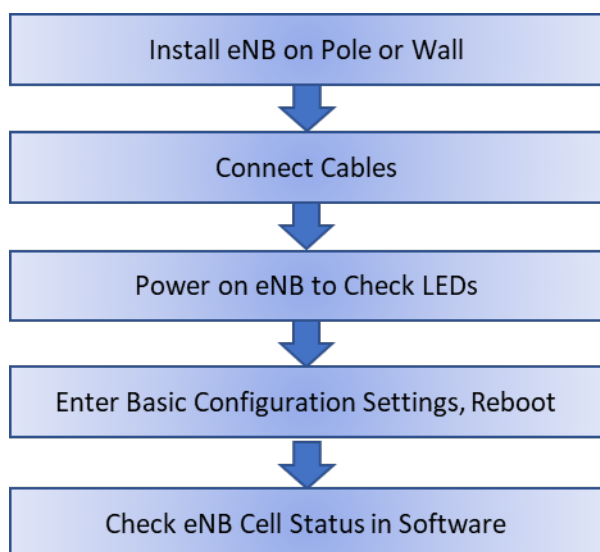 Install eNB on Pole or Wall
Connect Cables
Power on eNB to Check LEDs
Enter Basic Configuration Settings, Reboot
Check eNB Cell Status in Software